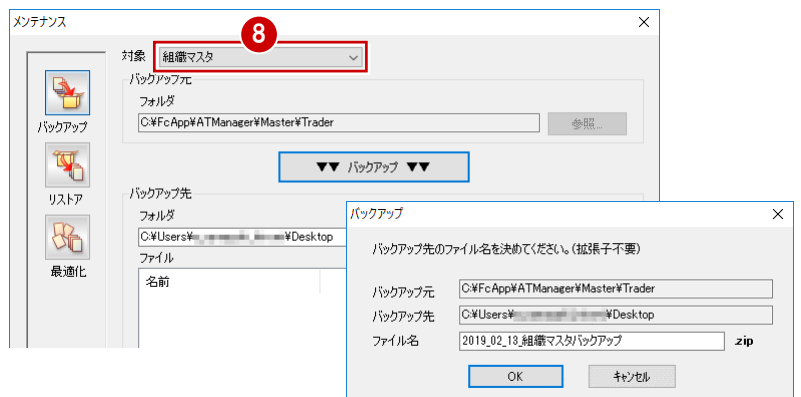 メンテナンス
8
対象 組織マスタ
バックアップ元
フォルダ
C:¥FcApp¥ATManager¥Master¥Trader 参照...
バックアップ
▼▼ バックアップ ▼▼
リストア
バックアップ先
フォルダ
C:¥Users¥ ¥Desktop
ファイル
最適化
名前
バックアップ
バックアップ先のファイル名を決めてください。(拡張子不要)
バックアップ元 C:¥FcApp¥ATManager¥Master¥Trader
バックアップ先 C:¥Users¥ ¥Desktop
ファイル名 2019_02_13_組織マスタバックアップ .zip
OK キャンセル